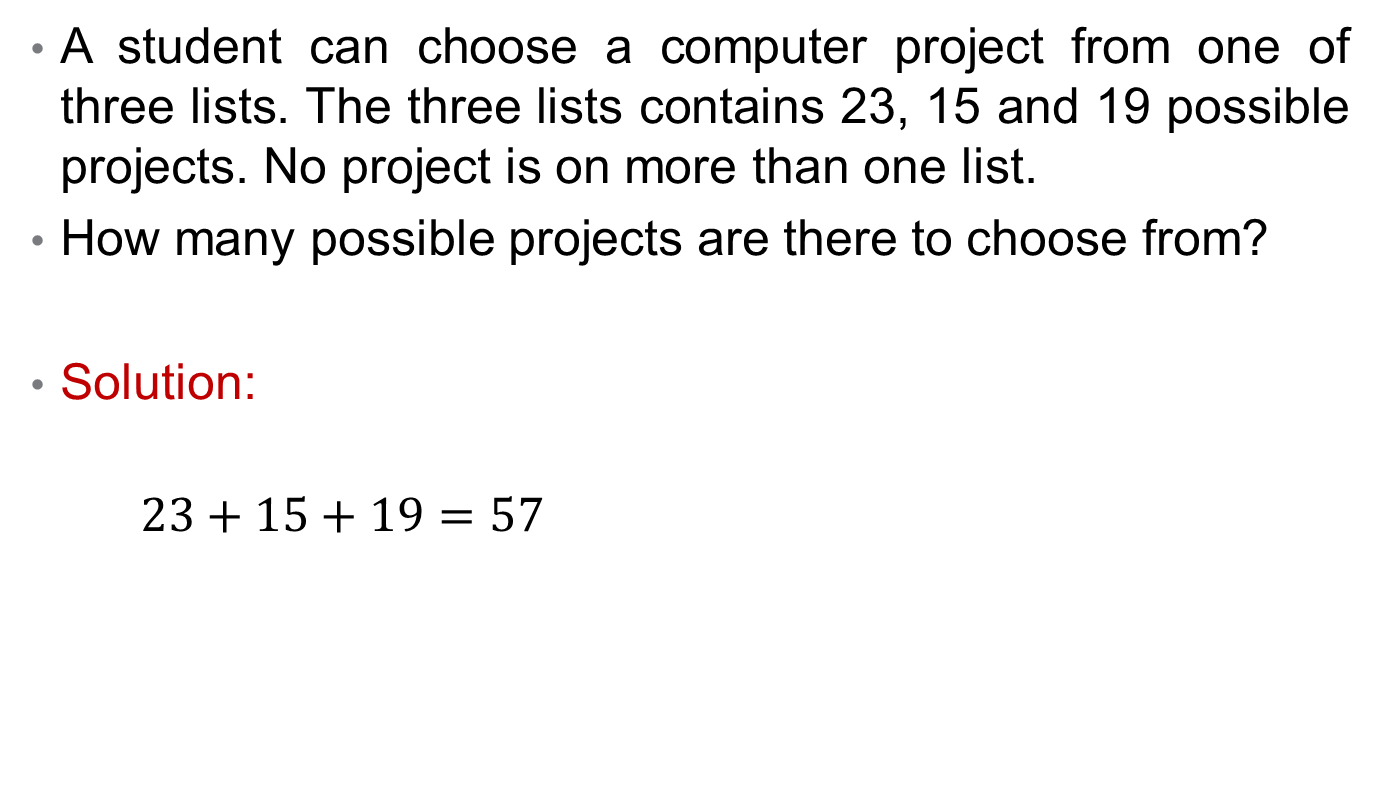 • A student can choose a computer project from one of
three lists. The three lists contains 23, 15 and 19 possible
projects. No project is on more than one list.
• How many possible projects are there to choose from?
• Solution:
23 + 15 + 19 = 57